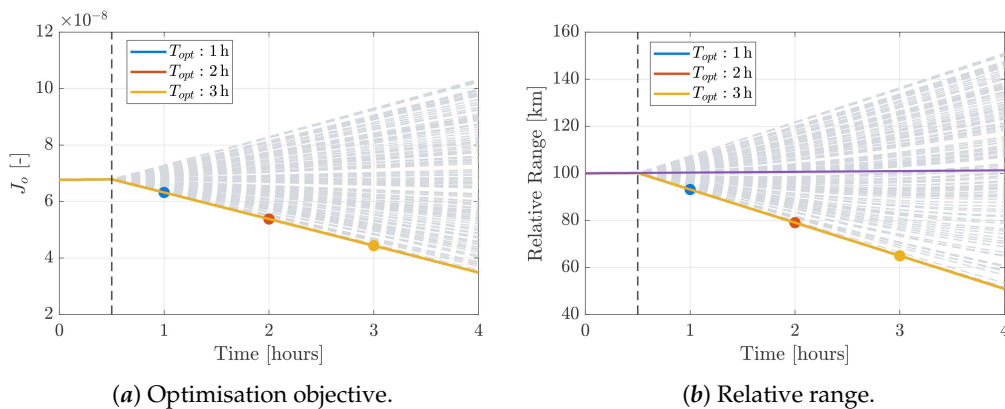 ×10⁻⁸
12
10
8
6
4
2
J_o [-]
T_opt : 1 h
T_opt : 2 h
T_opt : 3 h
0 1 2 3 4
Time [hours]
(a) Optimisation objective.
160
140
120
100
80
60
40
Relative Range [km]
T_opt : 1 h
T_opt : 2 h
T_opt : 3 h
0 1 2 3 4
Time [hours]
(b) Relative range.